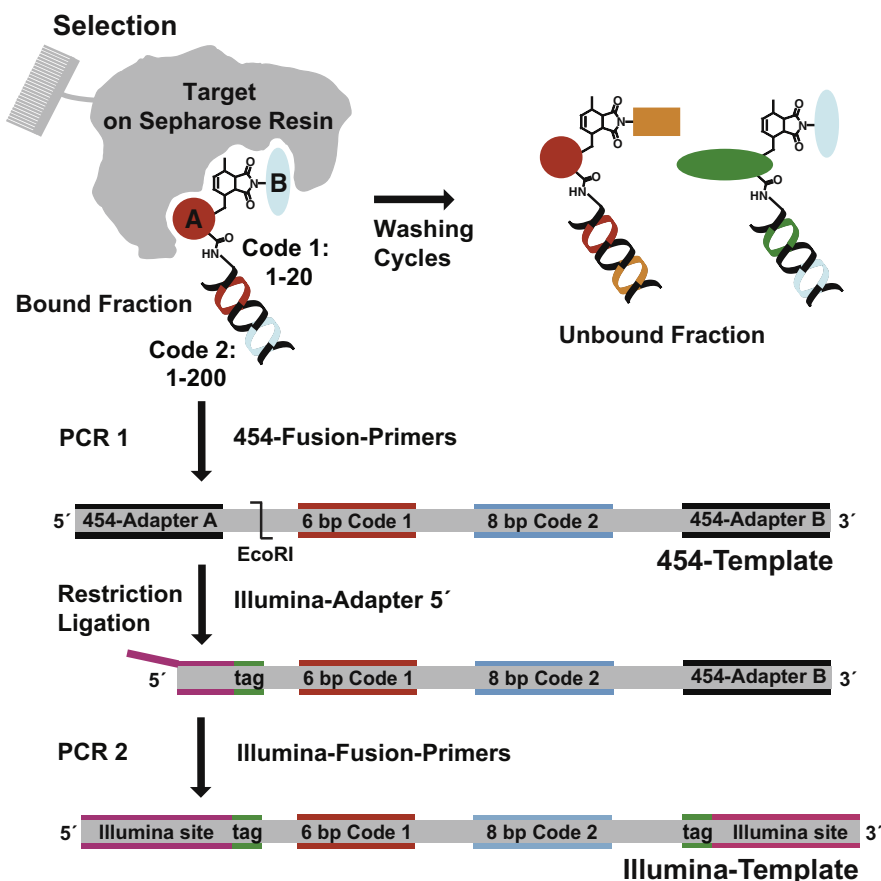 Selection
Target
on Sepharose Resin
O
N
O
B
A
O
HN
Code 1:
1-20
Bound Fraction
Code 2:
1-200
Washing
Cycles
O
N
O
O
HN
O
N
O
O
HN
Unbound Fraction
PCR 1
454-Fusion-Primers
5´ 454-Adapter A 6 bp Code 1 8 bp Code 2 454-Adapter B 3´
EcoRI
454-Template
Restriction
Ligation
Illumina-Adapter 5´
5´ tag 6 bp Code 1 8 bp Code 2 454-Adapter B 3´
PCR 2
Illumina-Fusion-Primers
5´ Illumina site tag 6 bp Code 1 8 bp Code 2 tag Illumina site 3´
Illumina-Template